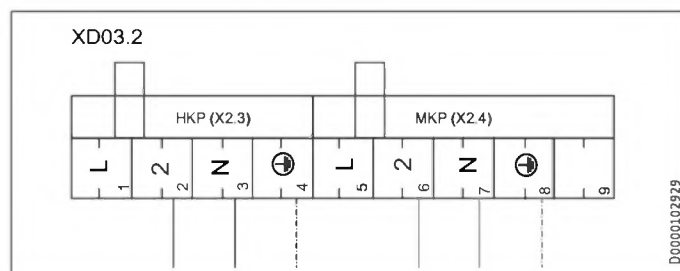 XD03.2
HKP (X2.3) MKP (X2.4)
L 2 N L 2 N
1 2 3 4 5 6 7 8 9
D0000102929